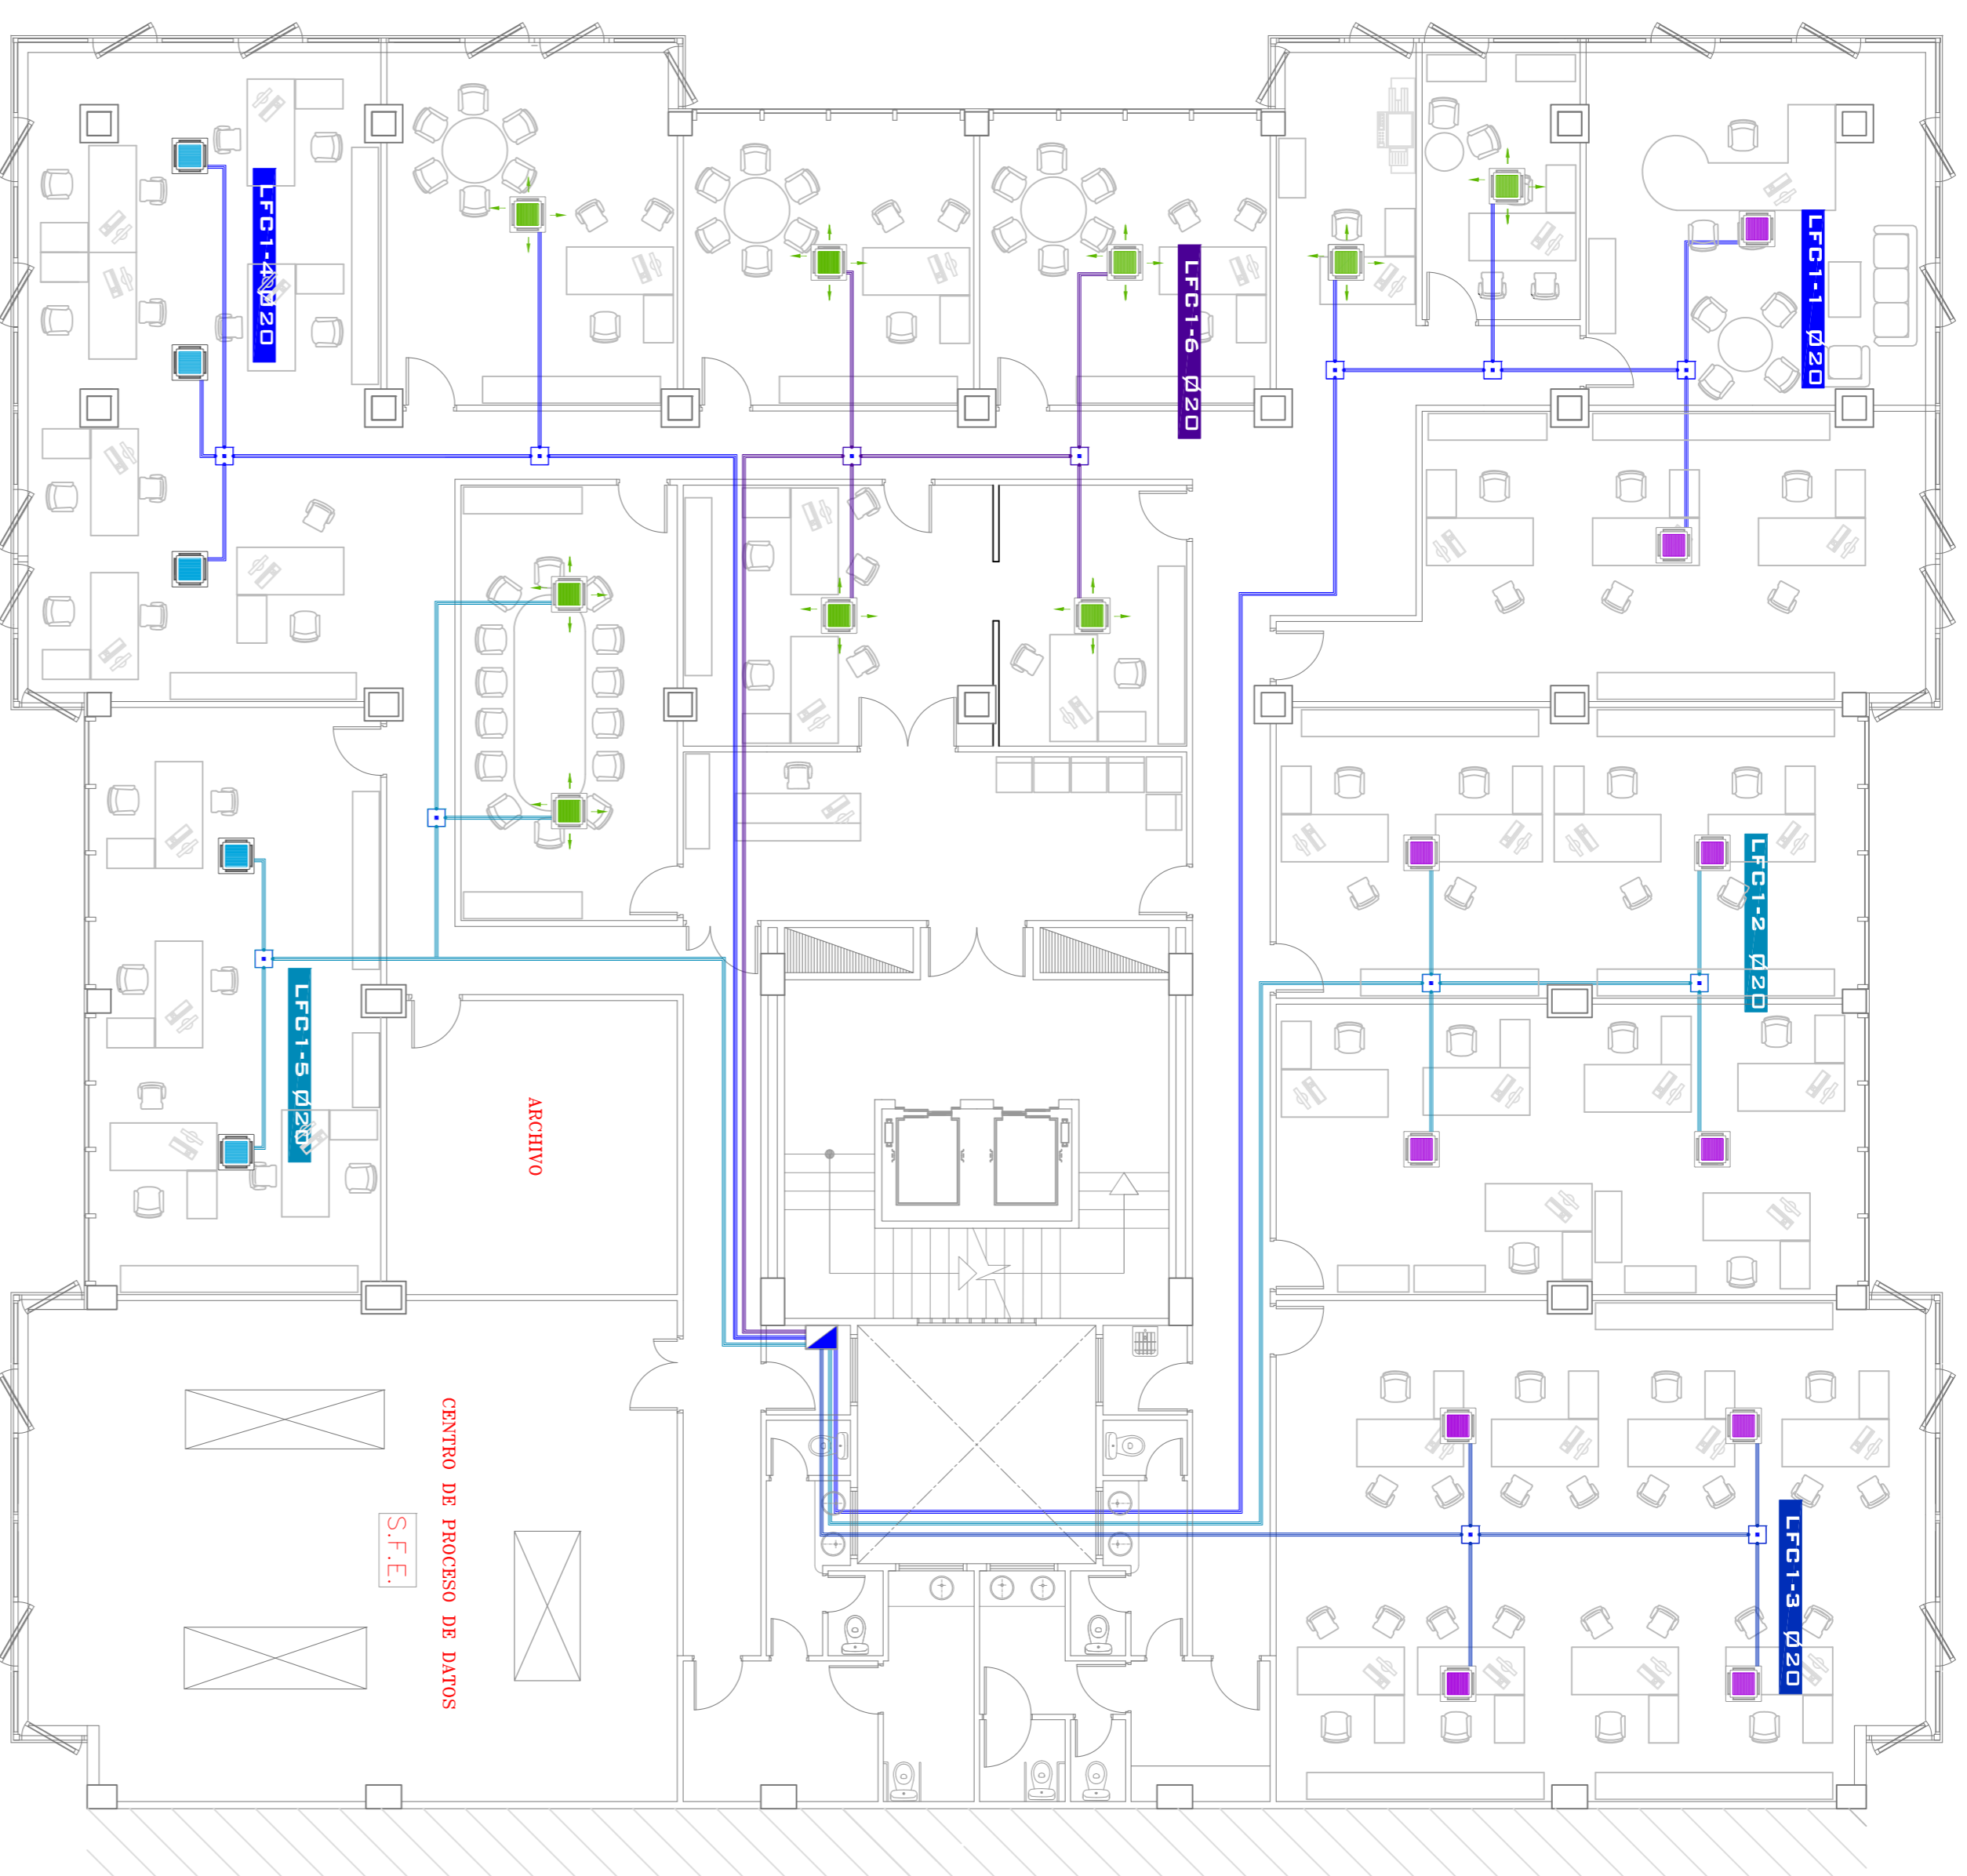 LFC1-4 Ø20
LFC1-6 Ø20
LFC1-1 Ø20
LFC1-2 Ø20
LFC1-5 Ø20
ARCHIVO
CENTRO DE PROCESO DE DATOS
S.F.E.
LFC1-3 Ø20